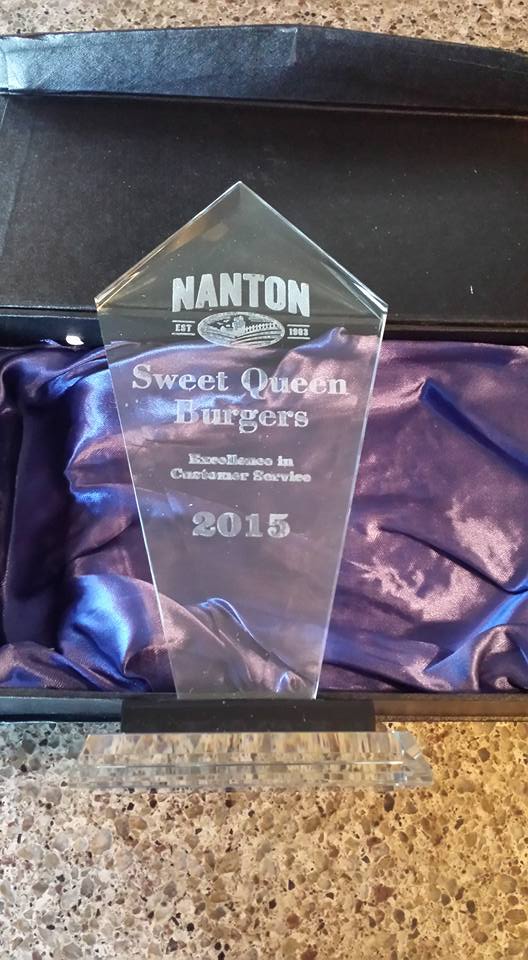 NANTON
EST 1903
Sweet Queen
Burgers
Excellence in
Customer Service
2015